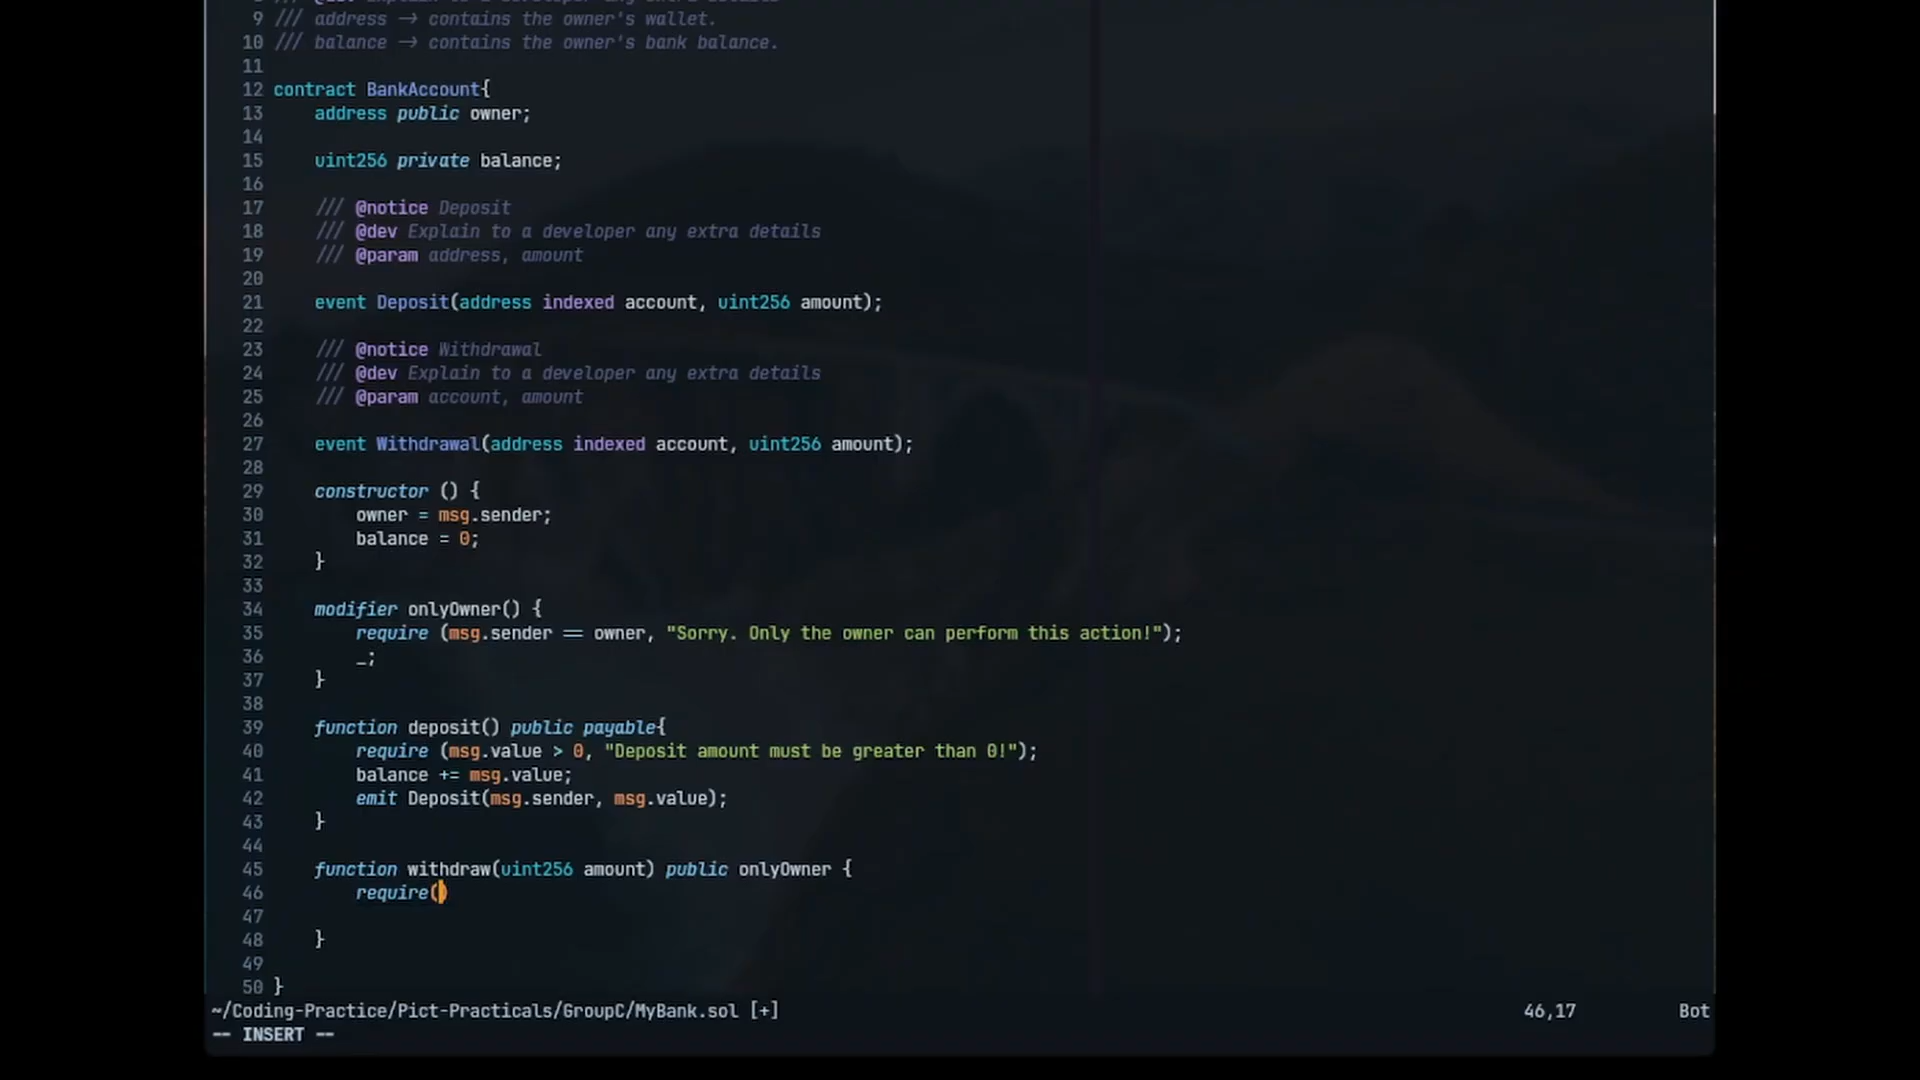 9 /// address -> contains the owner's wallet.
10 /// balance -> contains the owner's bank balance.
11
12 contract BankAccount{
13     address public owner;
14
15     uint256 private balance;
16
17     /// @notice Deposit
18     /// @dev Explain to a developer any extra details
19     /// @param address, amount
20
21     event Deposit(address indexed account, uint256 amount);
22
23     /// @notice Withdrawal
24     /// @dev Explain to a developer any extra details
25     /// @param account, amount
26
27     event Withdrawal(address indexed account, uint256 amount);
28
29     constructor () {
30         owner = msg.sender;
31         balance = 0;
32     }
33
34     modifier onlyOwner() {
35         require (msg.sender == owner, "Sorry. Only the owner can perform this action!");
36         _;
37     }
38
39     function deposit() public payable{
40         require (msg.value > 0, "Deposit amount must be greater than 0!");
41         balance += msg.value;
42         emit Deposit(msg.sender, msg.value);
43     }
44
45     function withdraw(uint256 amount) public onlyOwner {
46         require()
47
48     }
49
50 }
~/Coding-Practice/Pict-Practicals/GroupC/MyBank.sol [+] 46,17 Bot
-- INSERT --